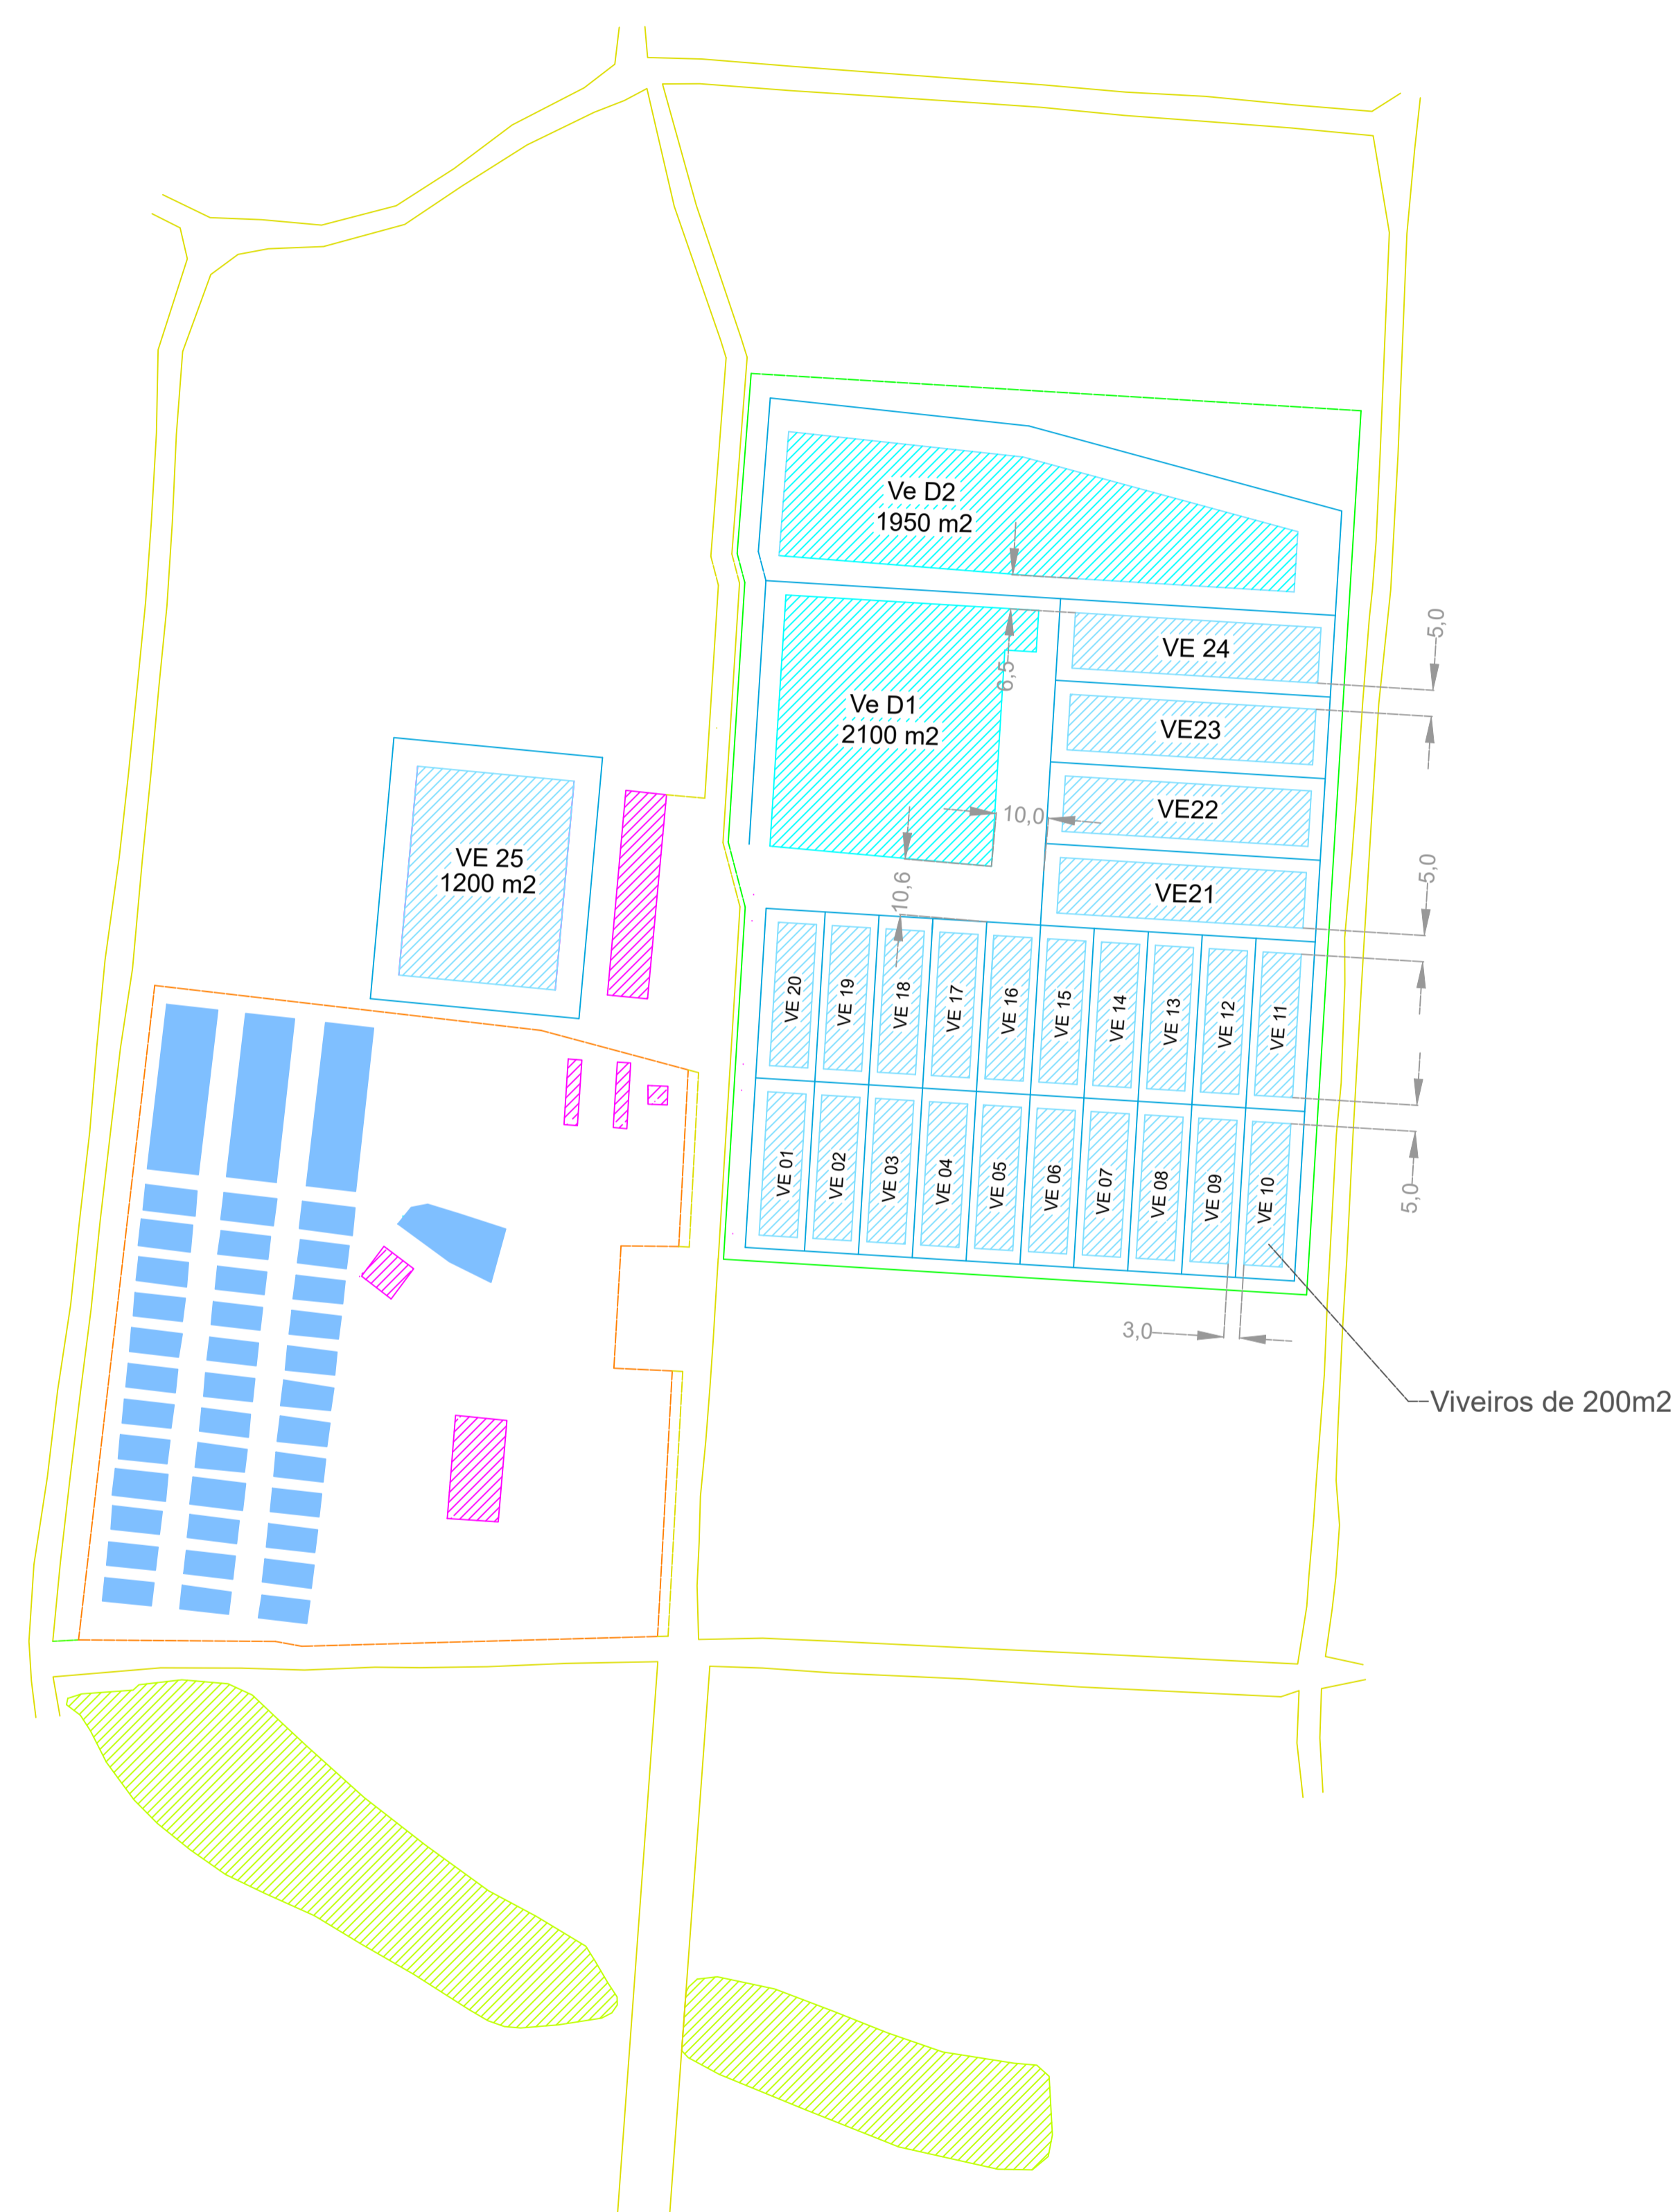 Ve D2
1950 m2
5,0
VE 24
6,5
Ve D1
2100 m2
VE23
10,0
VE22
VE 25
1200 m2
10,6
VE21
5,0
VE 20
VE 19
VE 18
VE 17
VE 16
VE 15
VE 14
VE 13
VE 12
VE 11
VE 01
VE 02
VE 03
VE 04
VE 05
VE 06
VE 07
VE 08
VE 09
VE 10
5,0
3,0
Viveiros de 200m2